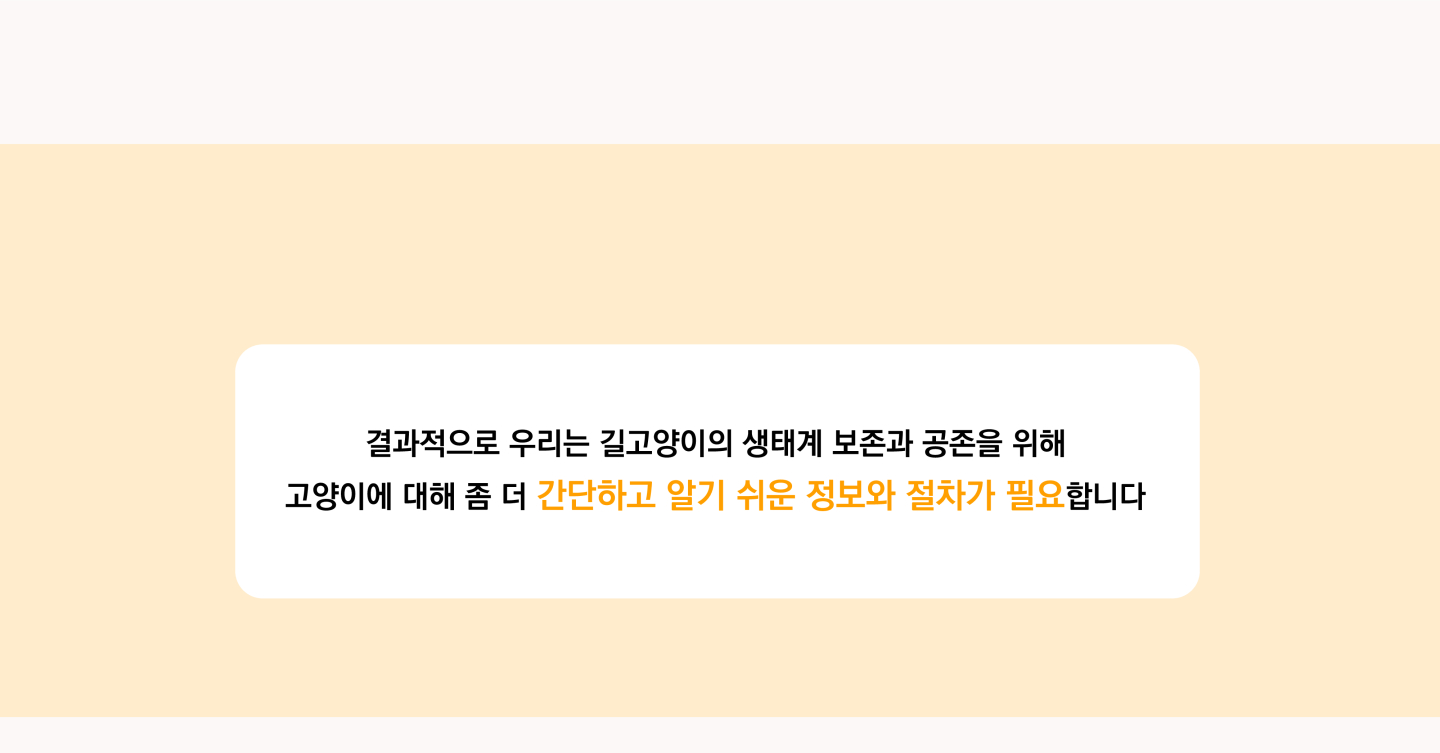 결과적으로 우리는 길고양이의 생태계 보존과 공존을 위해
고양이에 대해 좀 더 간단하고 알기 쉬운 정보와 절차가 필요합니다